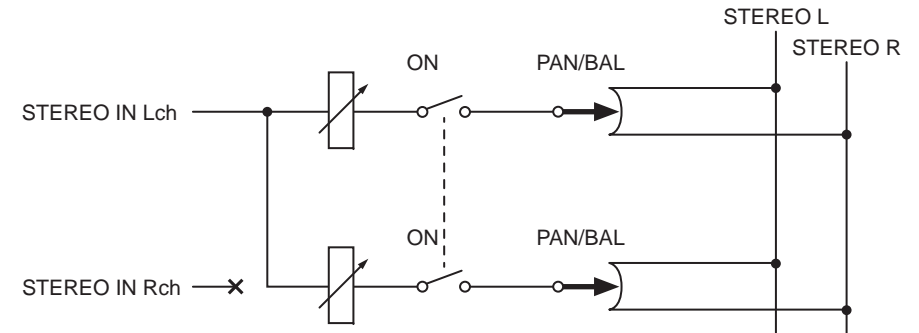 STEREO L
STEREO R
ON
PAN/BAL
STEREO IN Lch
ON
PAN/BAL
STEREO IN Rch